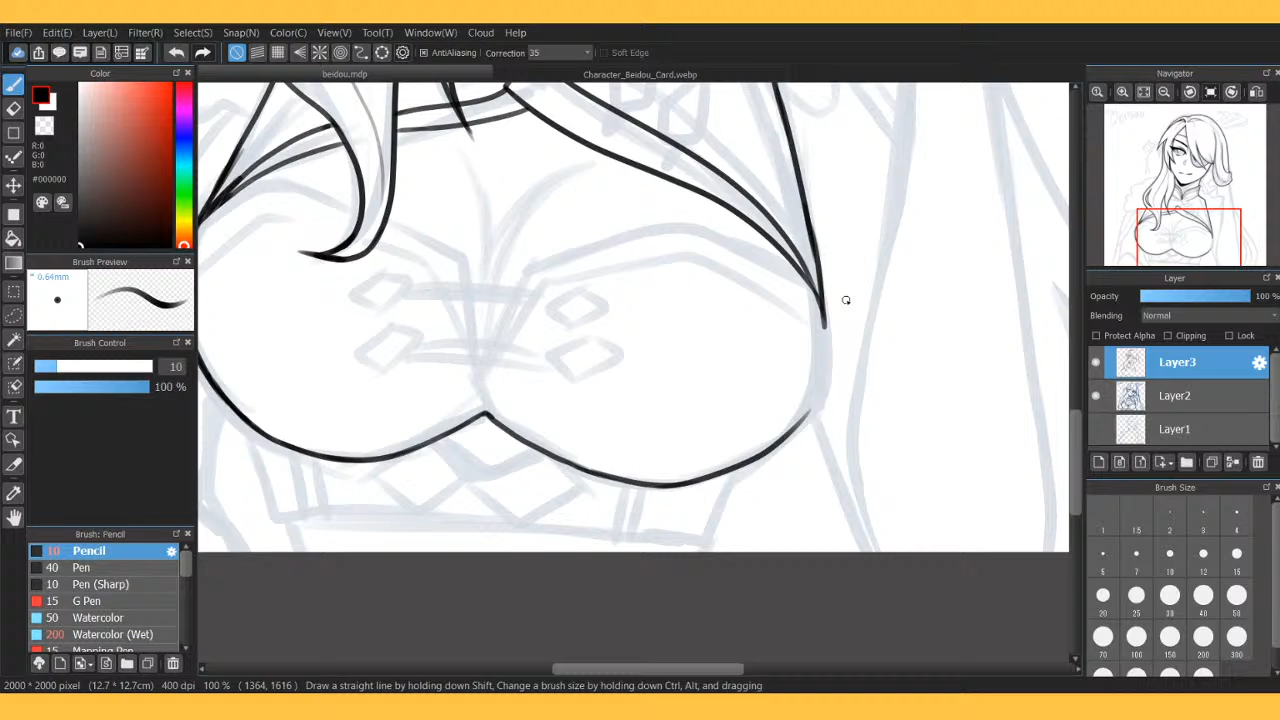 File(F) Edit(E) Layer(L) Filter(R) Select(S) Snap(N) Color(C) View(V) Tool(T) Window(W) Cloud Help
AntiAliasing Correction 35 Soft Edge
Color
beidou.mdp
Character_Beidou_Card.webp
Navigator
R:0
G:0
B:0
#000000
Brush Preview
0.64mm
Brush Control
10
100 %
Brush: Pencil
10 Pencil
40 Pen
10 Pen (Sharp)
15 G Pen
50 Watercolor
200 Watercolor (Wet)
15 Mapping Pen
Layer
Opacity 100 %
Blending Normal
Protect Alpha Clipping Lock
Layer3
Layer2
Layer1
Brush Size
1 1.5 2 3 4
5 7 10 12 15
20 25 30 40 50
70 100 150 200 300
2000 * 2000 pixel (12.7 * 12.7cm) 400 dpi 100 % ( 1364, 1616 ) Draw a straight line by holding down Shift, Change a brush size by holding down Ctrl, Alt, and dragging